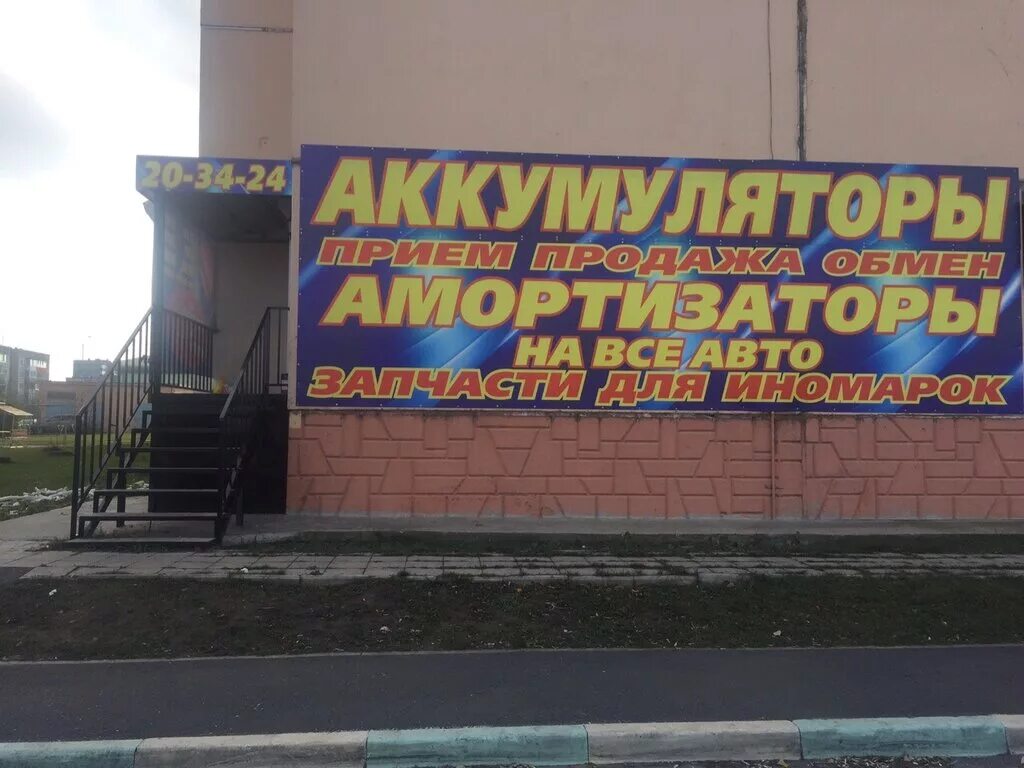 20-34-24
АККУМУЛЯТОРЫ
ПРИЕМ ПРОДАЖА ОБМЕН
АМОРТИЗАТОРЫ
НА ВСЕ АВТО
ЗАПЧАСТИ ДЛЯ ИНОМАРОК